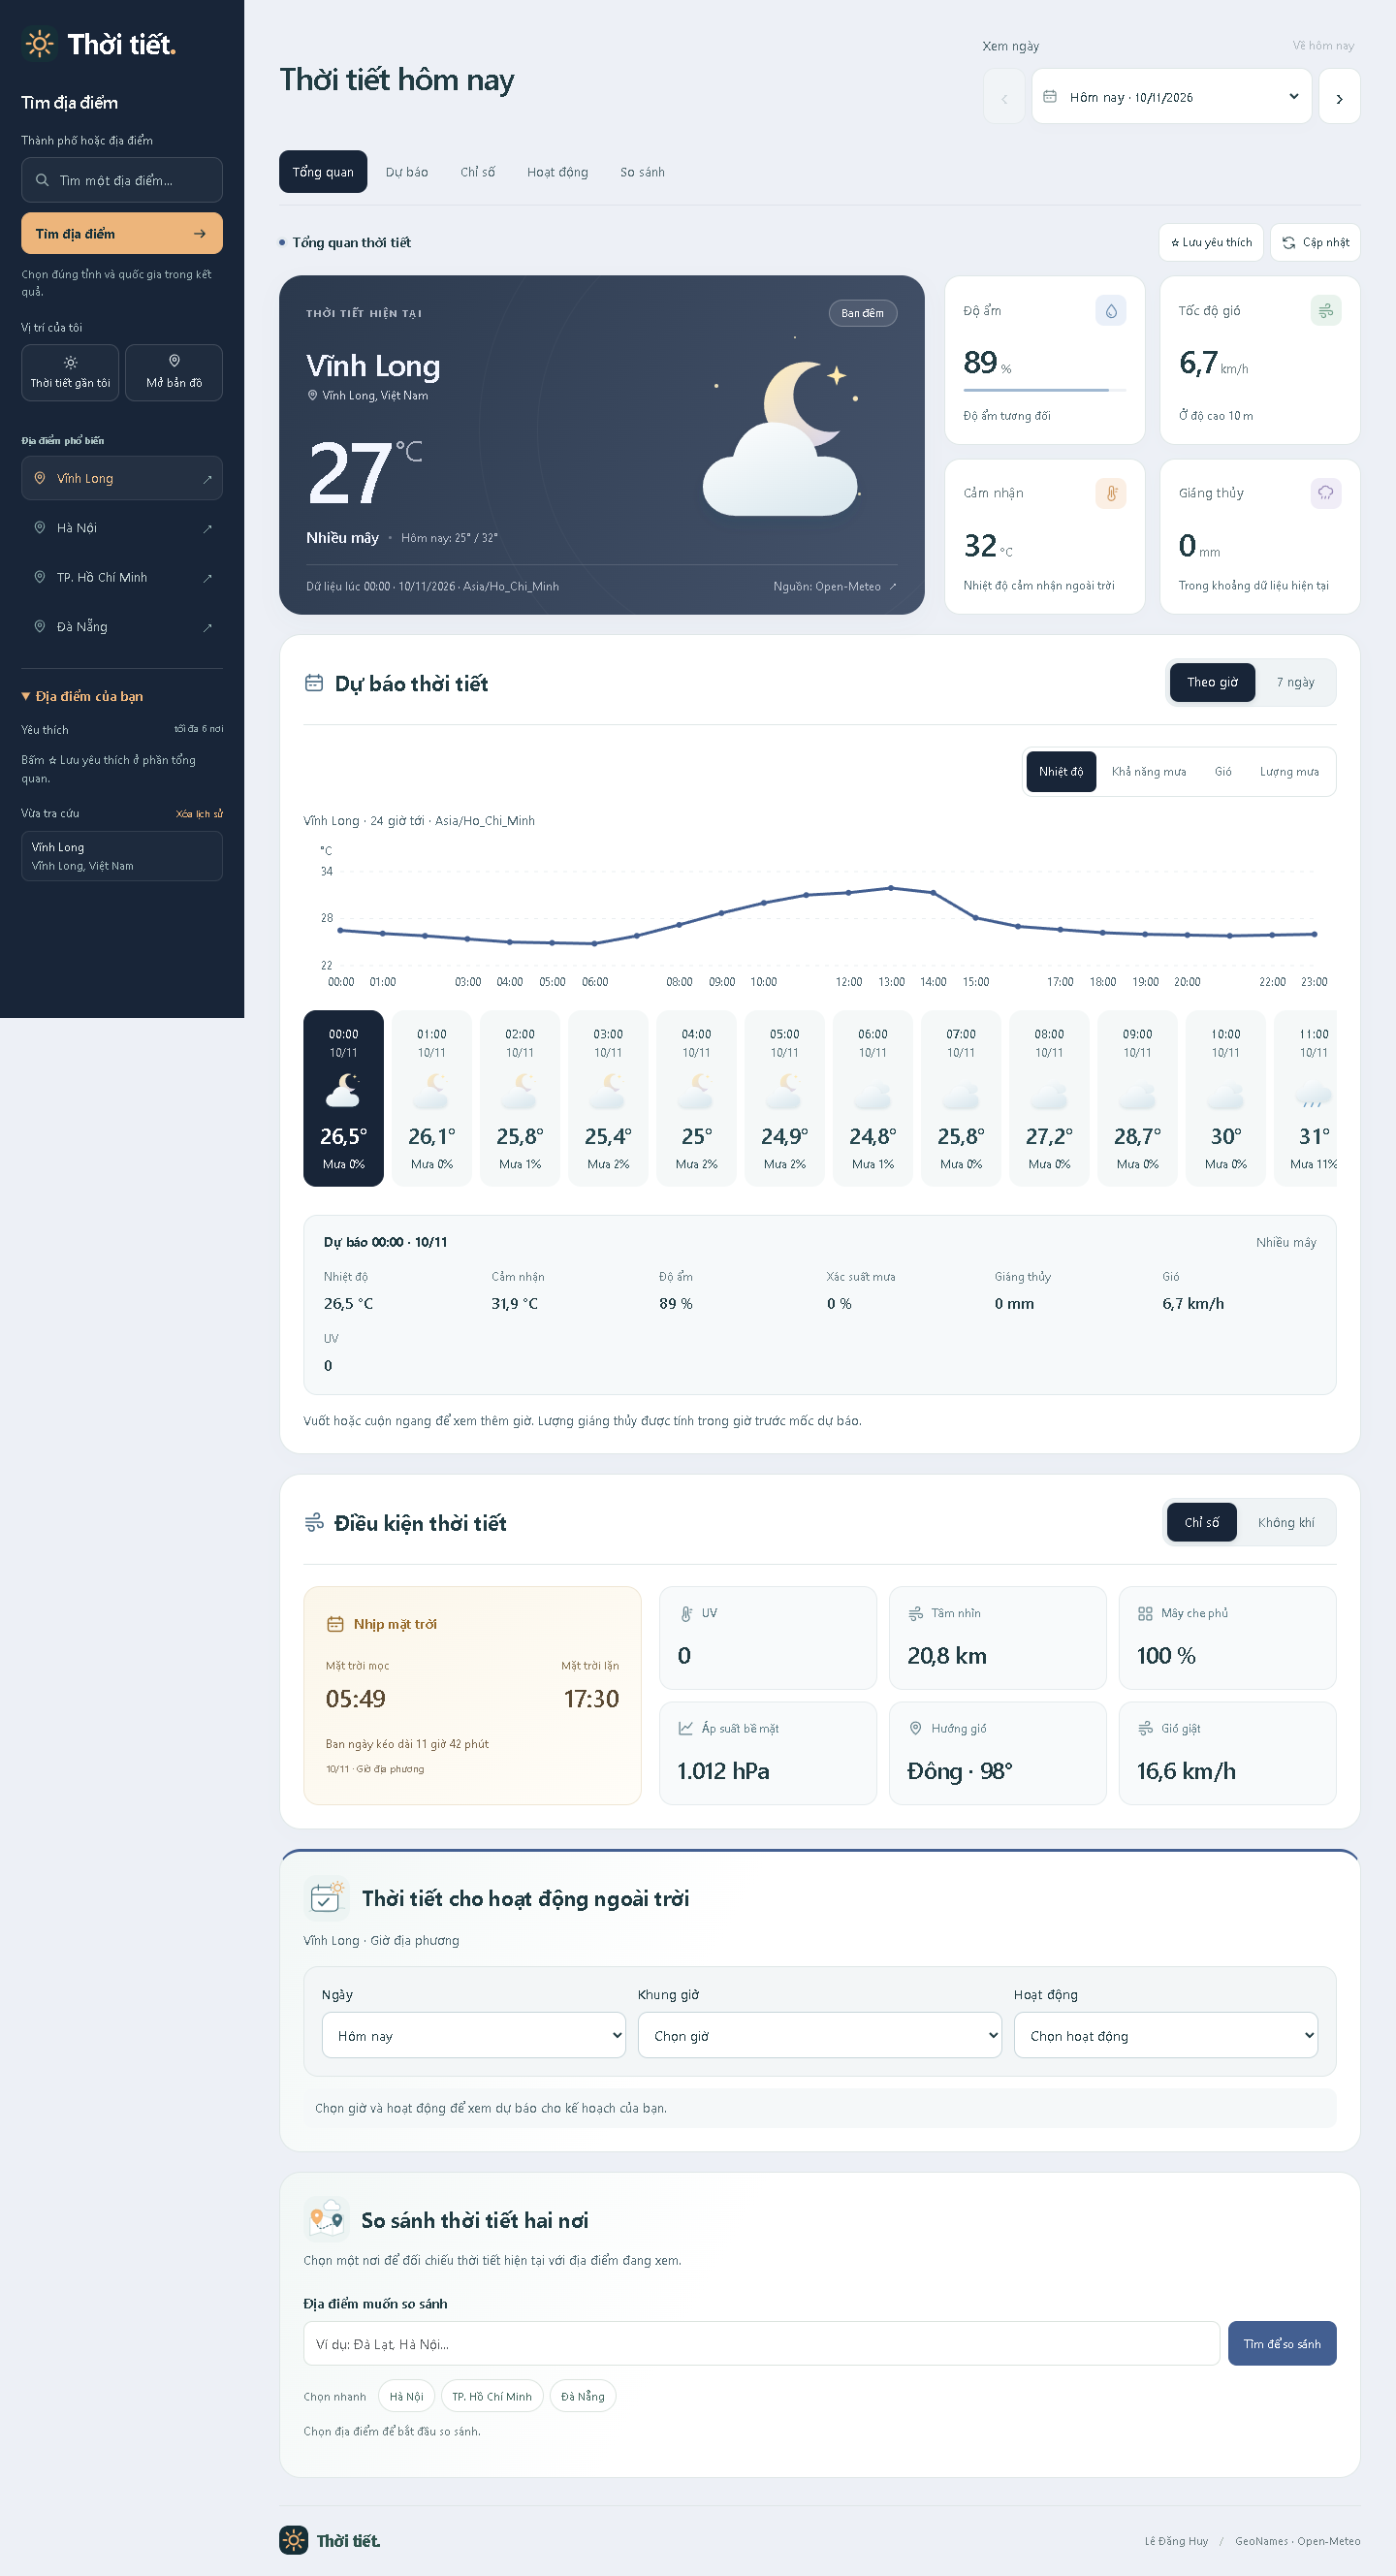 Thời tiết.
Tìm địa điểm
Thành phố hoặc địa điểm
Tìm một địa điểm...
Tìm địa điểm →
Chọn đúng tỉnh và quốc gia trong kết
quả.
Vị trí của tôi
Thời tiết gần tôi
Mở bản đồ
Địa điểm phổ biến
Vĩnh Long ↗
Hà Nội ↗
TP. Hồ Chí Minh ↗
Đà Nẵng ↗
▼ Địa điểm của bạn
Yêu thích tối đa 6 nơi
Bấm ☆ Lưu yêu thích ở phần tổng
quan.
Vừa tra cứu Xóa lịch sử
Vĩnh Long
Vĩnh Long, Việt Nam
Thời tiết hôm nay
Xem ngày Về hôm nay
‹ Hôm nay · 10/11/2026 ›
Tổng quan Dự báo Chỉ số Hoạt động So sánh
Tổng quan thời tiết
☆ Lưu yêu thích Cập nhật
THỜI TIẾT HIỆN TẠI Ban đêm
Vĩnh Long
Vĩnh Long, Việt Nam
27°C
Nhiều mây • Hôm nay: 25° / 32°
Dữ liệu lúc 00:00 · 10/11/2026 · Asia/Ho_Chi_Minh Nguồn: Open-Meteo ↗
Độ ẩm
89 %
Độ ẩm tương đối
Tốc độ gió
6,7 km/h
Ở độ cao 10 m
Cảm nhận
32 °C
Nhiệt độ cảm nhận ngoài trời
Giáng thủy
0 mm
Trong khoảng dữ liệu hiện tại
Dự báo thời tiết
Theo giờ 7 ngày
Nhiệt độ Khả năng mưa Gió Lượng mưa
Vĩnh Long · 24 giờ tới · Asia/Ho_Chi_Minh
°C
34
28
22
00:00 01:00 03:00 04:00 05:00 06:00 08:00 09:00 10:00 12:00 13:00 14:00 15:00 17:00 18:00 19:00 20:00 22:00 23:00
00:00 01:00 02:00 03:00 04:00 05:00 06:00 07:00 08:00 09:00 10:00 11:00
10/11 10/11 10/11 10/11 10/11 10/11 10/11 10/11 10/11 10/11 10/11 10/11
26,5° 26,1° 25,8° 25,4° 25° 24,9° 24,8° 25,8° 27,2° 28,7° 30° 31°
Mưa 0% Mưa 0% Mưa 1% Mưa 2% Mưa 2% Mưa 2% Mưa 1% Mưa 0% Mưa 0% Mưa 0% Mưa 0% Mưa 11%
Dự báo 00:00 · 10/11 Nhiều mây
Nhiệt độ Cảm nhận Độ ẩm Xác suất mưa Giáng thủy Gió
26,5 °C 31,9 °C 89 % 0 % 0 mm 6,7 km/h
UV
0
Vuốt hoặc cuộn ngang để xem thêm giờ. Lượng giáng thủy được tính trong giờ trước mốc dự báo.
Điều kiện thời tiết
Chỉ số Không khí
Nhịp mặt trời
Mặt trời mọc Mặt trời lặn
05:49 17:30
Ban ngày kéo dài 11 giờ 42 phút
10/11 · Giờ địa phương
UV
0
Tầm nhìn
20,8 km
Mây che phủ
100 %
Áp suất bề mặt
1.012 hPa
Hướng gió
Đông · 98°
Gió giật
16,6 km/h
Thời tiết cho hoạt động ngoài trời
Vĩnh Long · Giờ địa phương
Ngày Khung giờ Hoạt động
Hôm nay Chọn giờ Chọn hoạt động
Chọn giờ và hoạt động để xem dự báo cho kế hoạch của bạn.
So sánh thời tiết hai nơi
Chọn một nơi để đối chiếu thời tiết hiện tại với địa điểm đang xem.
Địa điểm muốn so sánh
Ví dụ: Đà Lạt, Hà Nội... Tìm để so sánh
Chọn nhanh Hà Nội TP. Hồ Chí Minh Đà Nẵng
Chọn địa điểm để bắt đầu so sánh.
Thời tiết.
Lê Đăng Huy / GeoNames · Open-Meteo